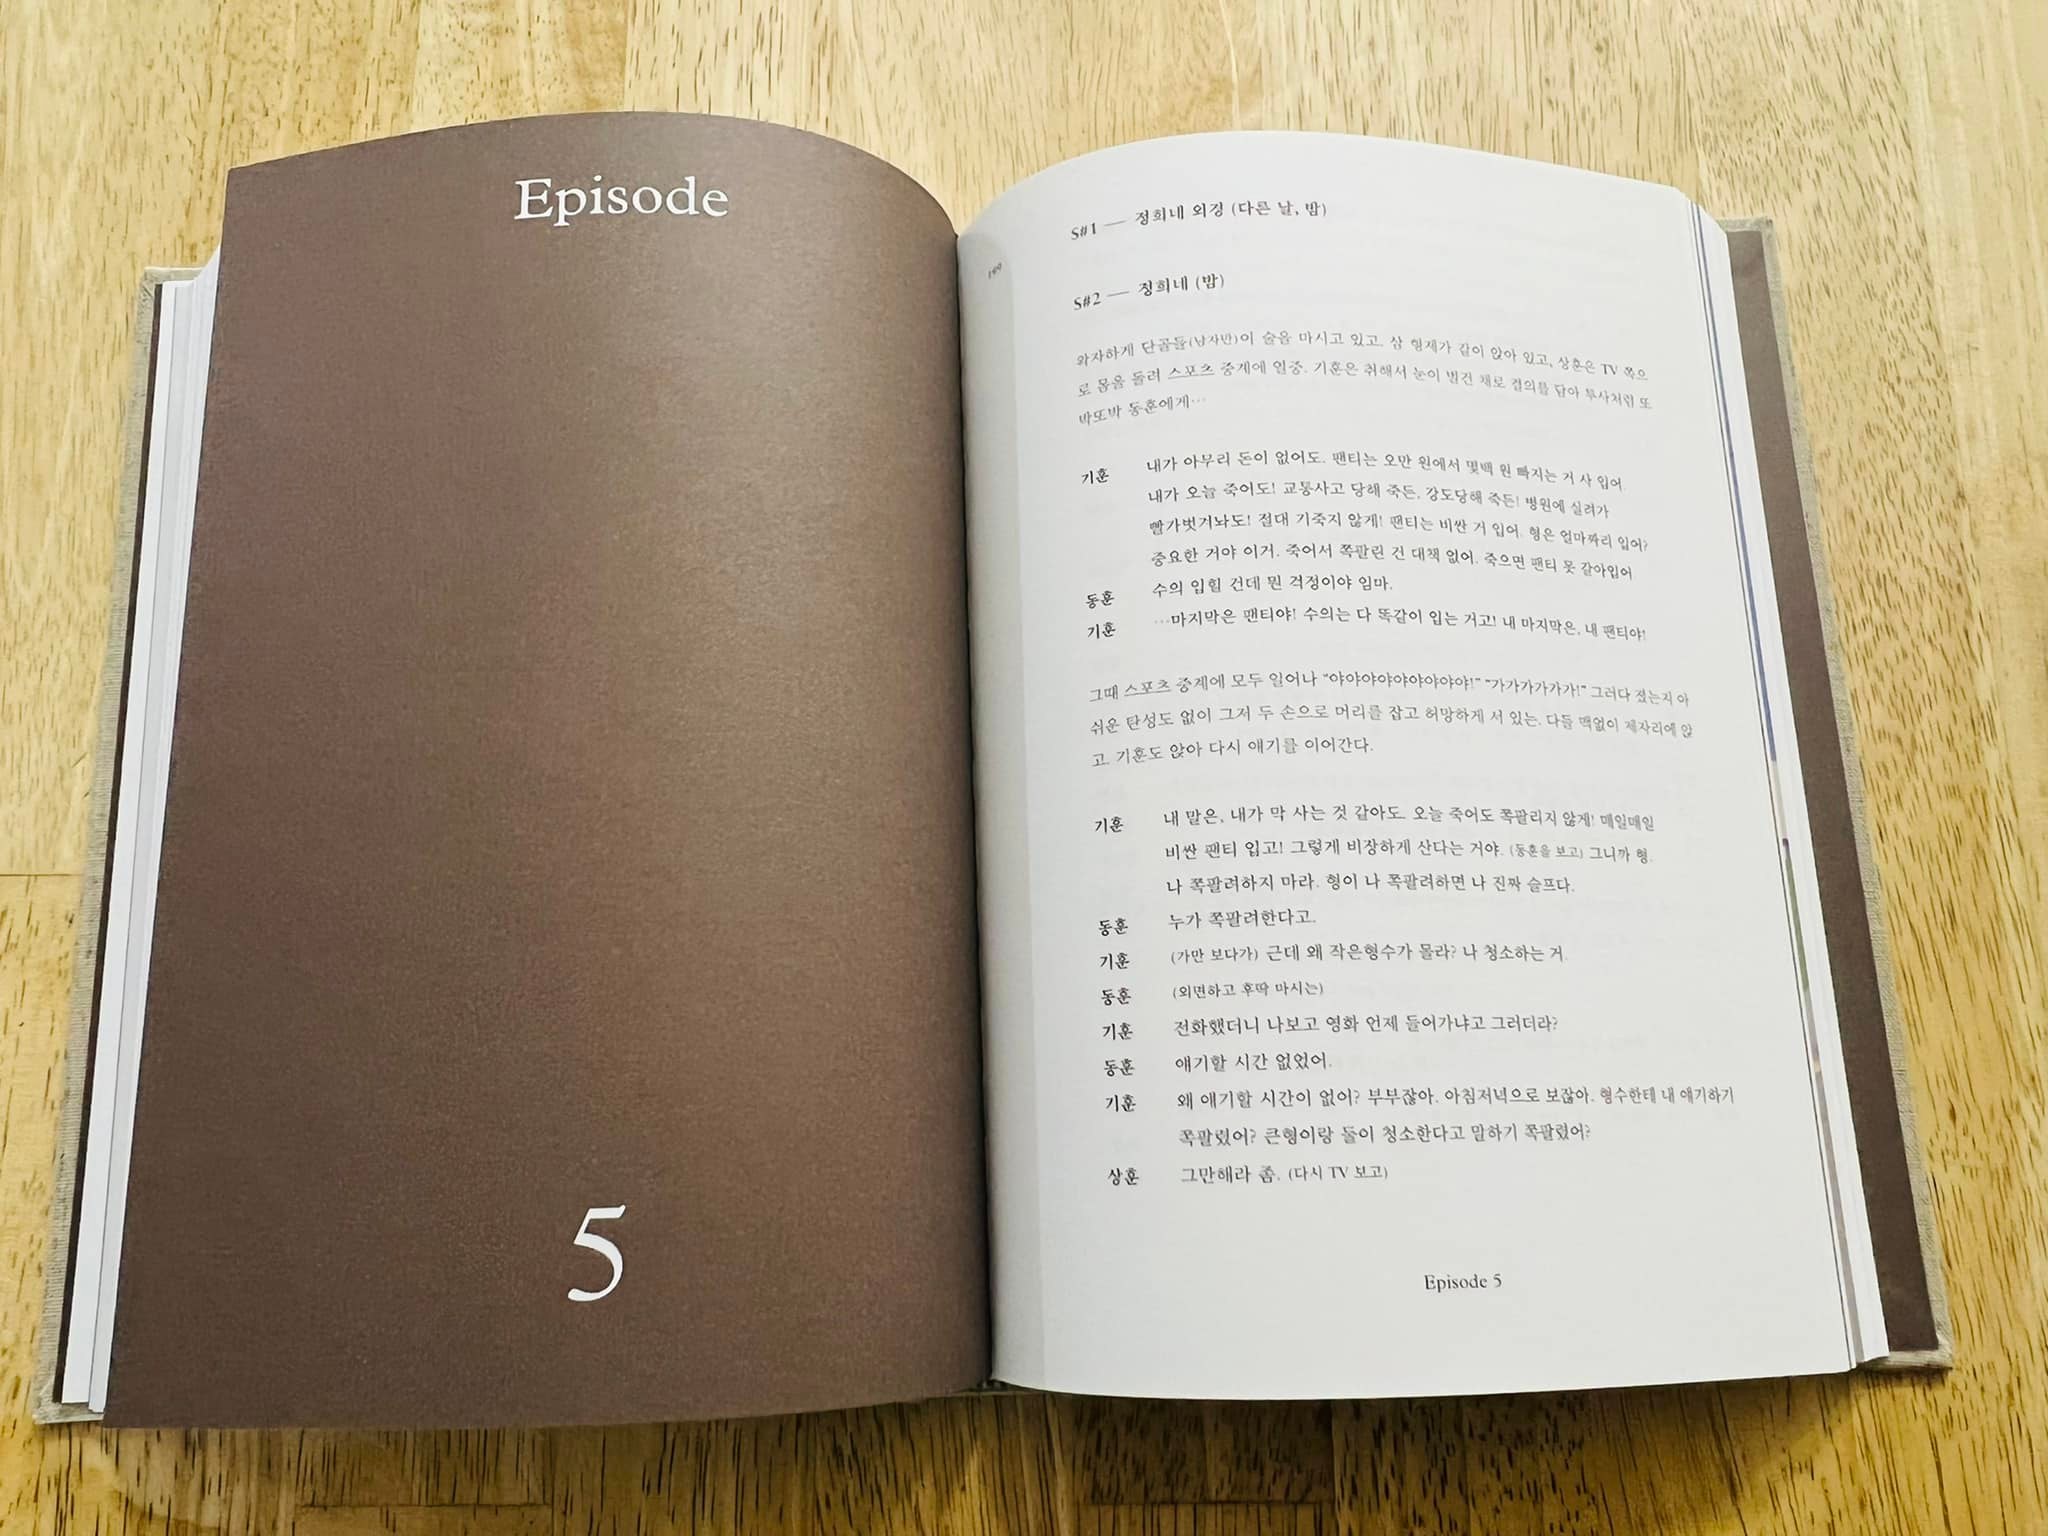 Episode
5
S#1 — 정희네 외경 (다른 날, 밤)
199
S#2 — 정희네 (밤)
와자하게 단골들(남자만)이 술을 마시고 있고. 삼 형제가 같이 앉아 있고, 상훈은 TV 쪽으
로 몸을 돌려 스포츠 중계에 열중. 기훈은 취해서 눈이 벌건 채로 결의를 담아 투사처럼 또
박또박 동훈에게…
기훈 내가 아무리 돈이 없어도. 팬티는 오만 원에서 몇백 원 빠지는 거 사 입어.
내가 오늘 죽어도! 교통사고 당해 죽든, 강도당해 죽든! 병원에 실려가
빨가벗겨놔도! 절대 기죽지 않게! 팬티는 비싼 거 입어. 형은 얼마짜리 입어?
중요한 거야 이거. 죽어서 쪽팔린 건 대책 없어. 죽으면 팬티 못 갈아입어
동훈 수의 입힐 건데 뭔 걱정이야 임마.
기훈 …마지막은 팬티야! 수의는 다 똑같이 입는 거고! 내 마지막은, 내 팬티야!
그때 스포츠 중계에 모두 일어나 “야야야야야야야야야!” “가가가가가가!” 그러다 졌는지 아
쉬운 탄성도 없이 그저 두 손으로 머리를 잡고 허망하게 서 있는. 다들 맥없이 제자리에 앉
고. 기훈도 앉아 다시 얘기를 이어간다.
기훈 내 말은, 내가 막 사는 것 같아도. 오늘 죽어도 쪽팔리지 않게! 매일매일
비싼 팬티 입고! 그렇게 비장하게 산다는 거야. (동훈을 보고) 그니까 형.
나 쪽팔려하지 마라. 형이 나 쪽팔려하면 나 진짜 슬프다.
동훈 누가 쪽팔려한다고.
기훈 (가만 보다가) 근데 왜 작은형수가 몰라? 나 청소하는 거.
동훈 (외면하고 후딱 마시는)
기훈 전화했더니 나보고 영화 언제 들어가냐고 그러더라?
동훈 얘기할 시간 없었어.
기훈 왜 얘기할 시간이 없어? 부부잖아. 아침저녁으로 보잖아. 형수한테 내 얘기하기
쪽팔렸어? 큰형이랑 둘이 청소한다고 말하기 쪽팔렸어?
상훈 그만해라 좀. (다시 TV 보고)
Episode 5